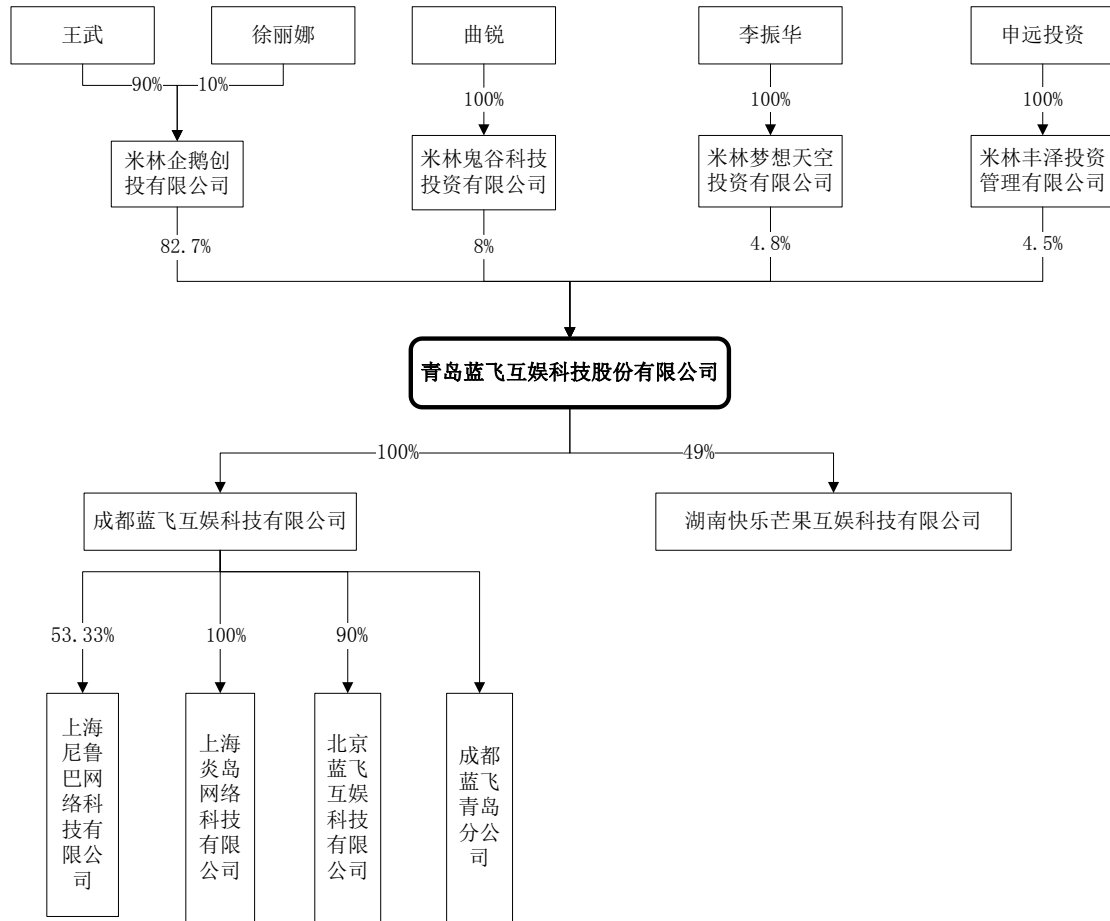 王武
徐丽娜
曲锐
李振华
申远投资
90%
10%
100%
100%
100%
米林企鹅创
投有限公司
米林鬼谷科技
投资有限公司
米林梦想天空
投资有限公司
米林丰泽投资
管理有限公司
82.7%
8%
4.8%
4.5%
青岛蓝飞互娱科技股份有限公司
100%
49%
成都蓝飞互娱科技有限公司
湖南快乐芒果互娱科技有限公司
53.33%
100%
90%
上海
尼鲁
巴网
络科
技有
限公
司
上海
炎岛
网络
科技
有限
公司
北京
蓝飞
互娱
科技
有限
公司
成都
蓝飞
青岛
分公
司